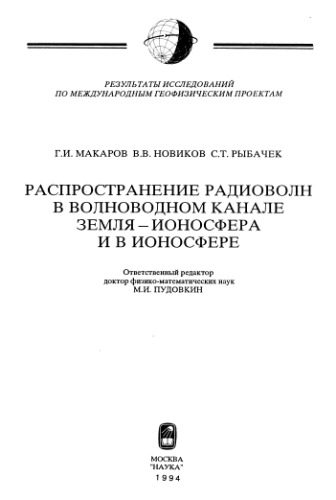 РЕЗУЛЬТАТЫ ИССЛЕДОВАНИЙ
ПО МЕЖДУНАРОДНЫМ ГЕОФИЗИЧЕСКИМ ПРОЕКТАМ
Г.И. МАКАРОВ В.В. НОВИКОВ С.Т. РЫБАЧЕК
РАСПРОСТРАНЕНИЕ РАДИОВОЛН
В ВОЛНОВОДНОМ КАНАЛЕ
ЗЕМЛЯ – ИОНОСФЕРА
И В ИОНОСФЕРЕ
Ответственный редактор
доктор физико-математических наук
М.И. ПУДОВКИН
МОСКВА
"НАУКА"
1994